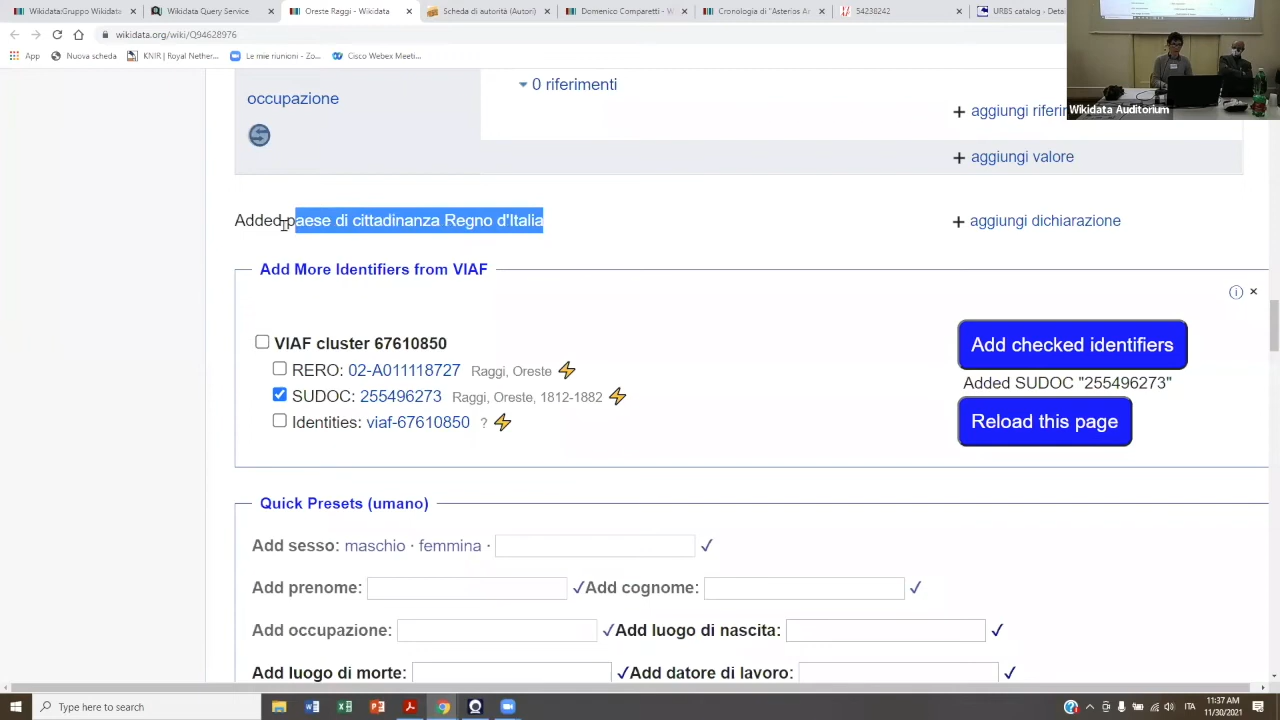 Wikidata:Gruppo Wikidat
Wikidata Query Service
Oreste Raggi - Wikidata
Scheda di autorità (Autori)
Domenico Comparetti - W
Cronologia di "Asterios A
54238242
URBS catalog - Detai
wikidata.org/wiki/Q94628976
App
Nuova scheda
KNIR | Royal Nether...
Le mie riunioni - Zo...
Cisco Webex Meeti...
Wikidata Auditorium
0 riferimenti
occupazione
+ aggiungi riferir
+ aggiungi valore
Added paese di cittadinanza Regno d'Italia
+ aggiungi dichiarazione
Add More Identifiers from VIAF
VIAF cluster 67610850
Add checked identifiers
RERO: 02-A011118727 Raggi, Oreste
Added SUDOC "255496273"
SUDOC: 255496273 Raggi, Oreste, 1812-1882
Identities: viaf-67610850 ?
Reload this page
Quick Presets (umano)
Add sesso: maschio · femmina · ✓
Add prenome: ✓Add cognome: ✓
Add occupazione: ✓Add luogo di nascita: ✓
Add luogo di morte: ✓Add datore di lavoro: ✓
Type here to search
ITA
11:37 AM
11/30/2021